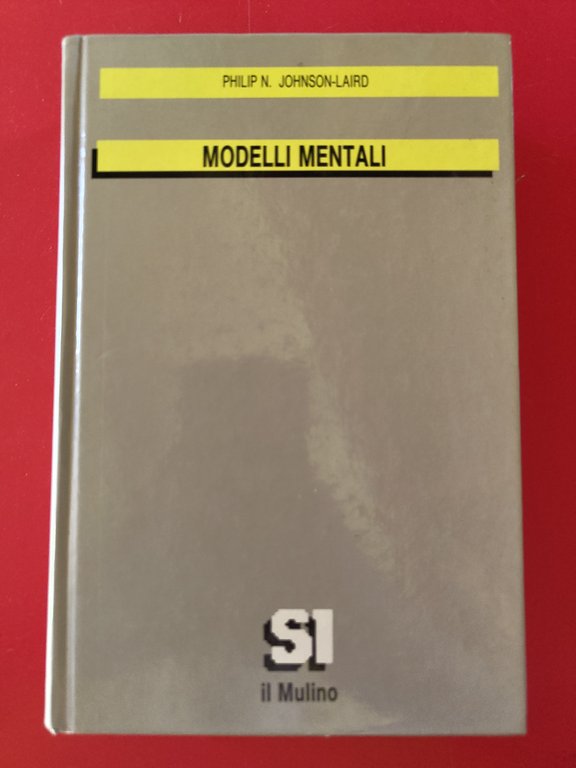 PHILIP N. JOHNSON-LAIRD
MODELLI MENTALI
SI
il Mulino